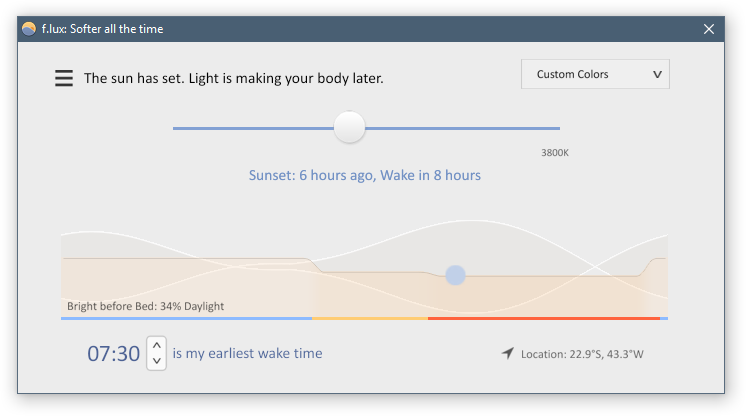 f.lux: Softer all the time
The sun has set. Light is making your body later.
Custom Colors
3800K
Sunset: 6 hours ago, Wake in 8 hours
Bright before Bed: 34% Daylight
07:30 is my earliest wake time
Location: 22.9°S, 43.3°W